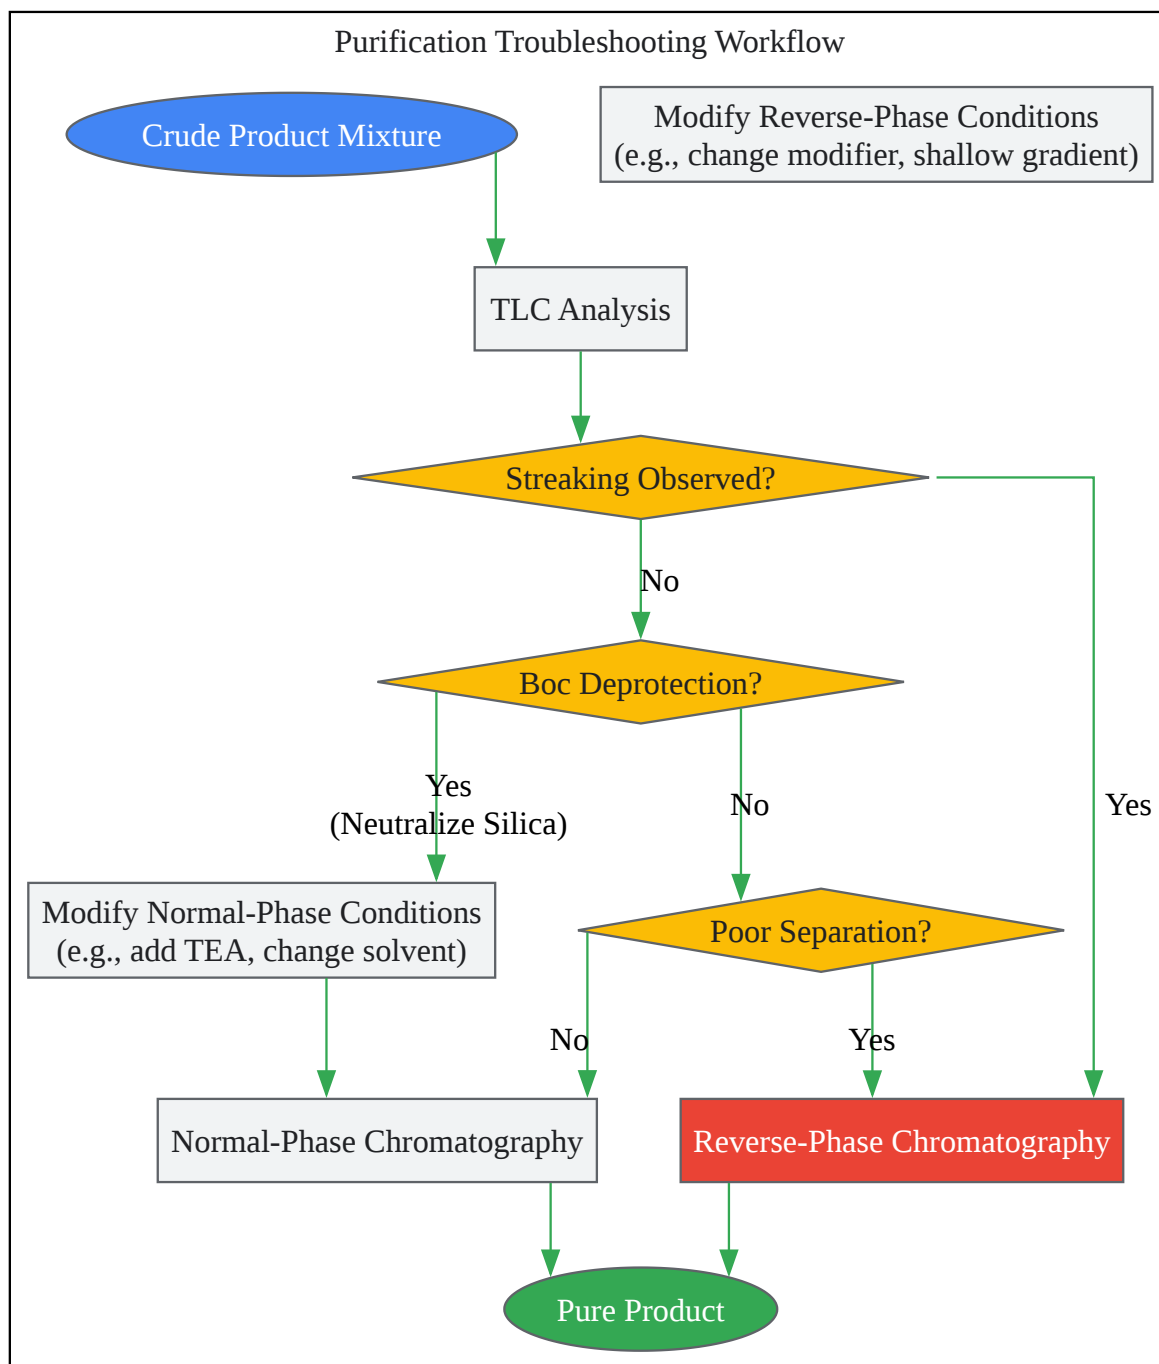 Purification Troubleshooting Workflow
Crude Product Mixture
Modify Reverse-Phase Conditions
(e.g., change modifier, shallow gradient)
TLC Analysis
Streaking Observed?
No
Boc Deprotection?
Yes
(Neutralize Silica)
No
Yes
Modify Normal-Phase Conditions
(e.g., add TEA, change solvent)
Poor Separation?
No
Yes
Normal-Phase Chromatography
Reverse-Phase Chromatography
Pure Product